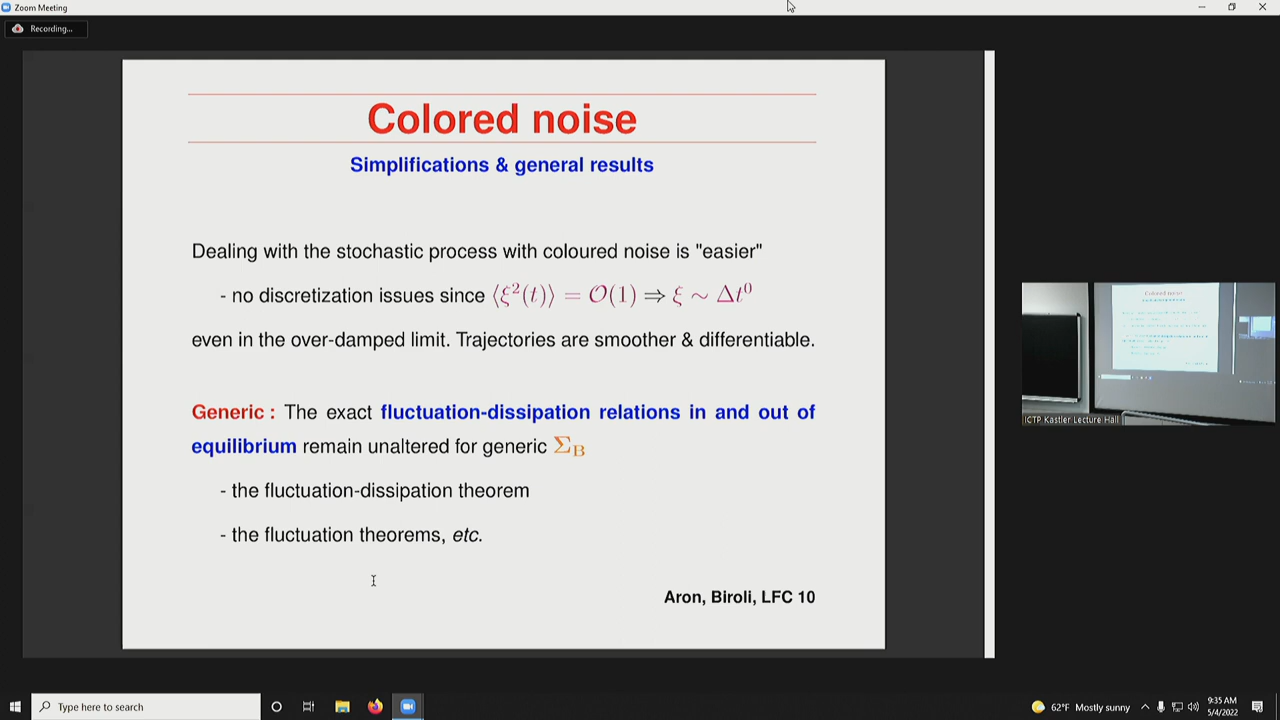 Zoom Meeting
Recording...
Colored noise
Simplifications & general results
Dealing with the stochastic process with coloured noise is "easier"
- no discretization issues since ⟨ξ²(t)⟩ = O(1) ⇒ ξ ∼ Δt⁰
even in the over-damped limit. Trajectories are smoother & differentiable.
Generic : The exact fluctuation-dissipation relations in and out of
equilibrium remain unaltered for generic Σ_B
- the fluctuation-dissipation theorem
- the fluctuation theorems, etc.
Aron, Biroli, LFC 10
Colored noise
ICTP Kastler Lecture Hall
Type here to search
62°F Mostly sunny
9:35 AM
5/4/2022